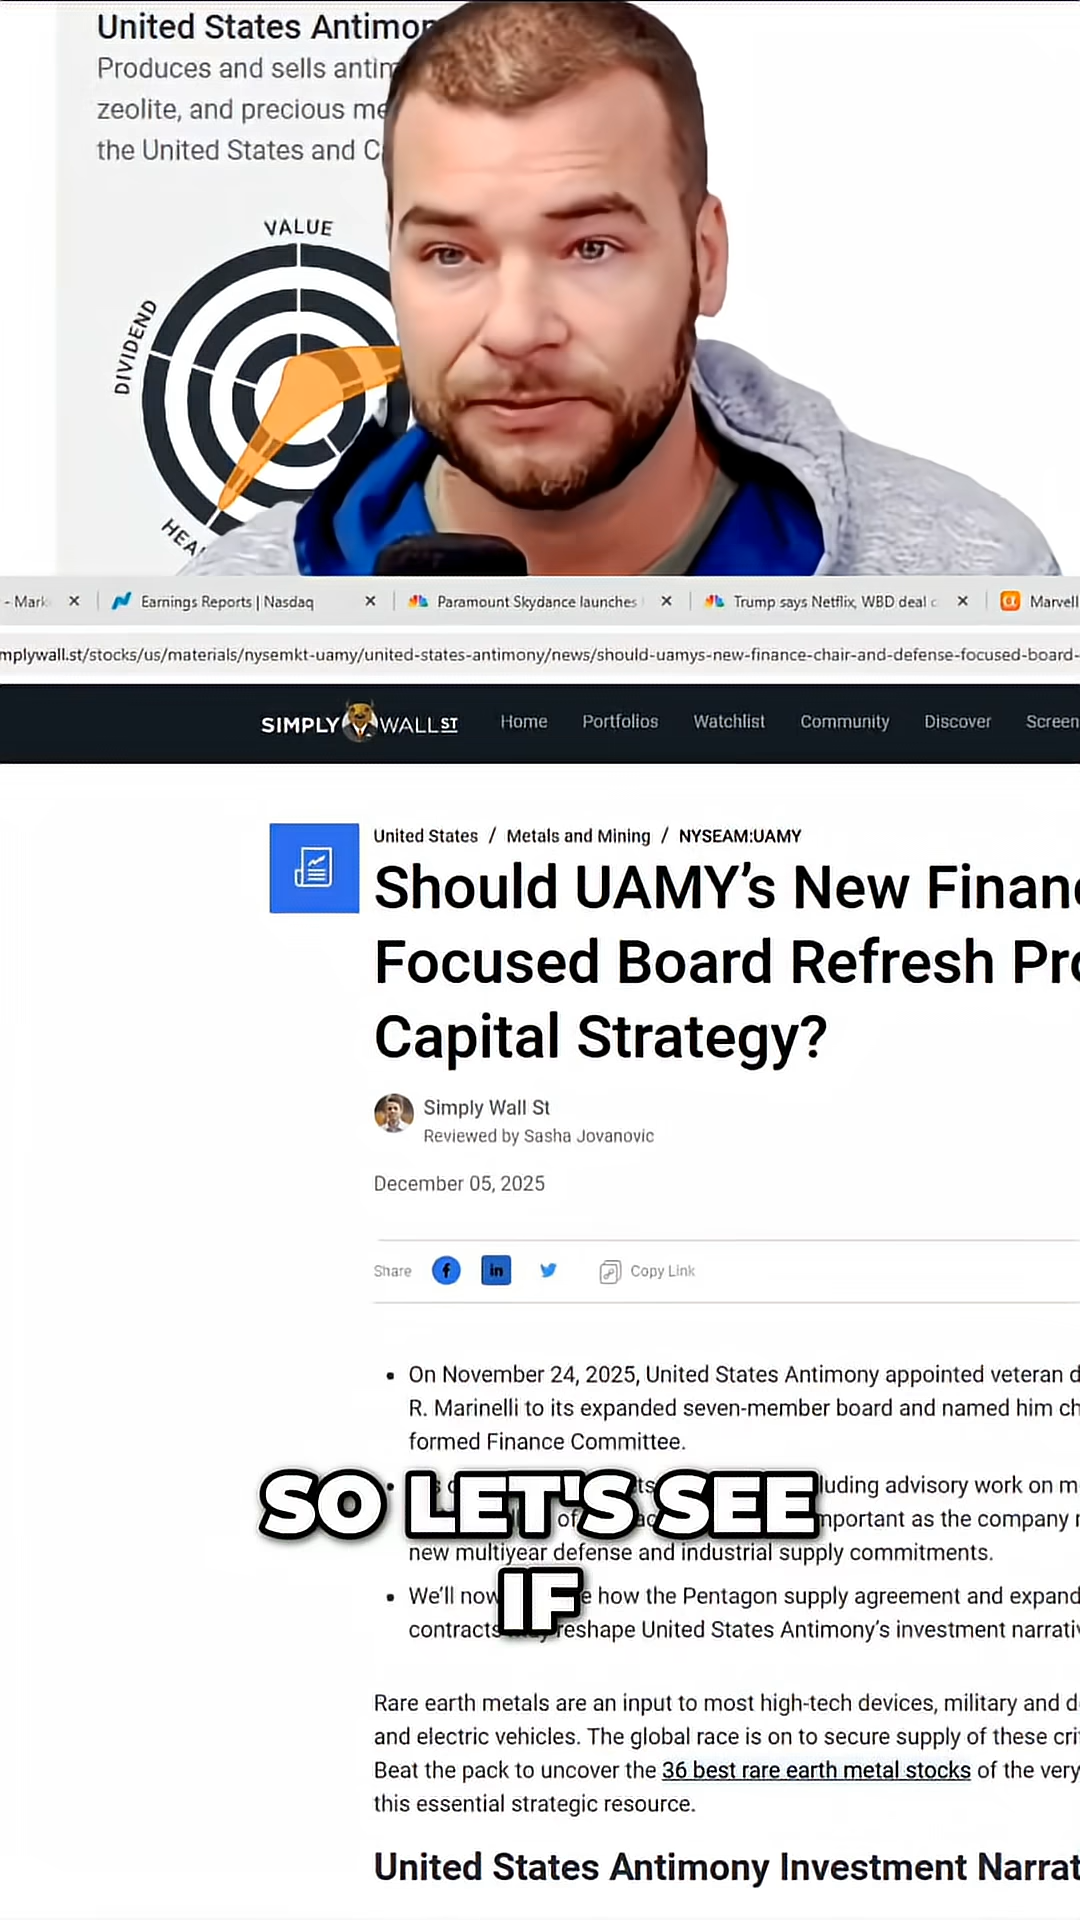 United States Antimo
Produces and sells antim
zeolite, and precious me
the United States and C
VALUE
DIVIDEND
HEA
- Mark
Earnings Reports | Nasdaq
Paramount Skydance launches
Trump says Netflix, WBD deal c
Marvell
mplywall.st/stocks/us/materials/nysemkt-uamy/united-states-antimony/news/should-uamys-new-finance-chair-and-defense-focused-board-
SIMPLY WALL ST
Home Portfolios Watchlist Community Discover Screen
United States / Metals and Mining / NYSEAM:UAMY
Should UAMY's New Financ
Focused Board Refresh Pro
Capital Strategy?
Simply Wall St
Reviewed by Sasha Jovanovic
December 05, 2025
Share
Copy Link
• On November 24, 2025, United States Antimony appointed veteran d
R. Marinelli to its expanded seven-member board and named him ch
formed Finance Committee.
luding advisory work on m
of mportant as the company
new multiyear defense and industrial supply commitments.
• We'll now how the Pentagon supply agreement and expand
contracts reshape United States Antimony's investment narrativ
SO LET'S SEE
IF
Rare earth metals are an input to most high-tech devices, military and d
and electric vehicles. The global race is on to secure supply of these cri
Beat the pack to uncover the 36 best rare earth metal stocks of the very
this essential strategic resource.
United States Antimony Investment Narrat